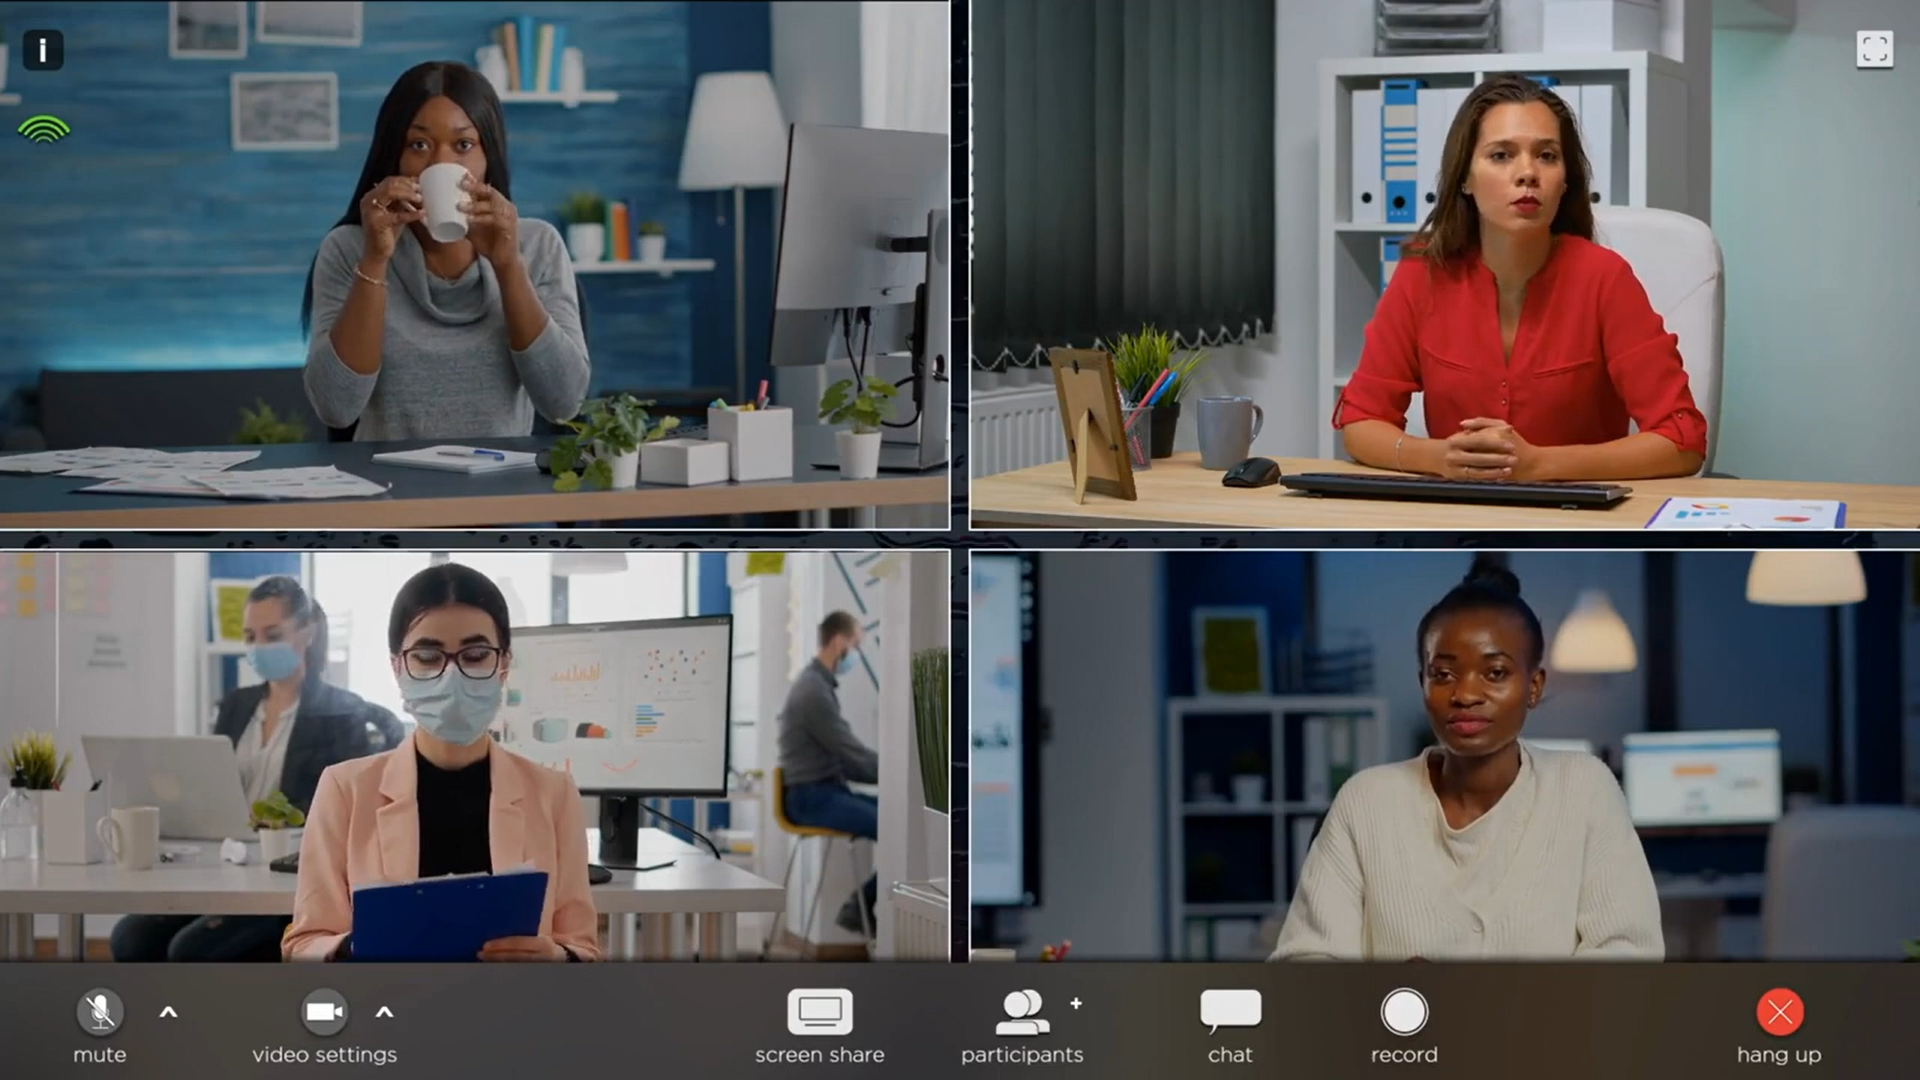 i
mute
video settings
screen share
participants
chat
record
hang up